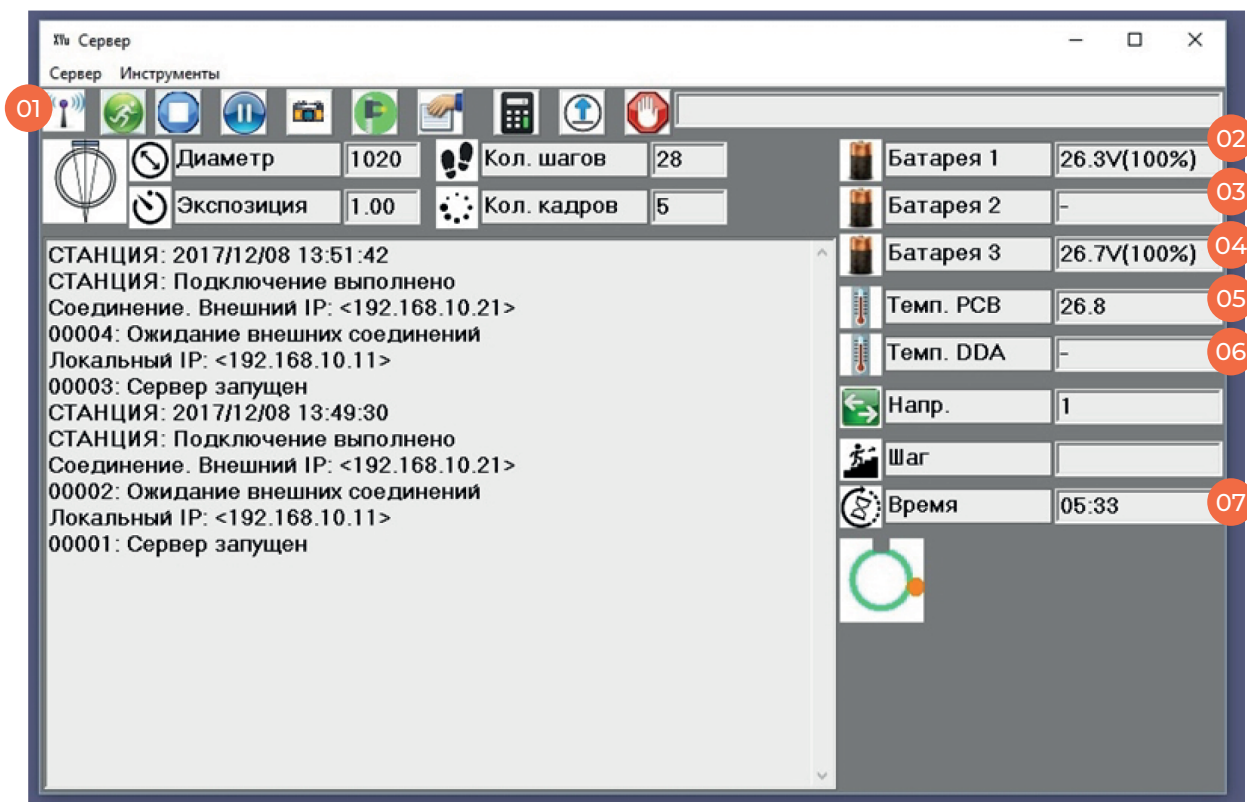 XVu Сервер
Сервер Инструменты
01
Диаметр 1020 Кол. шагов 28
Экспозиция 1.00 Кол. кадров 5
Батарея 1 26.3V(100%) 02
Батарея 2 - 03
Батарея 3 26.7V(100%) 04
Темп. PCB 26.8 05
Темп. DDA - 06
Напр. 1
Шаг
Время 05:33 07
СТАНЦИЯ: 2017/12/08 13:51:42
СТАНЦИЯ: Подключение выполнено
Соединение. Внешний IP: <192.168.10.21>
00004: Ожидание внешних соединений
Локальный IP: <192.168.10.11>
00003: Сервер запущен
СТАНЦИЯ: 2017/12/08 13:49:30
СТАНЦИЯ: Подключение выполнено
Соединение. Внешний IP: <192.168.10.21>
00002: Ожидание внешних соединений
Локальный IP: <192.168.10.11>
00001: Сервер запущен